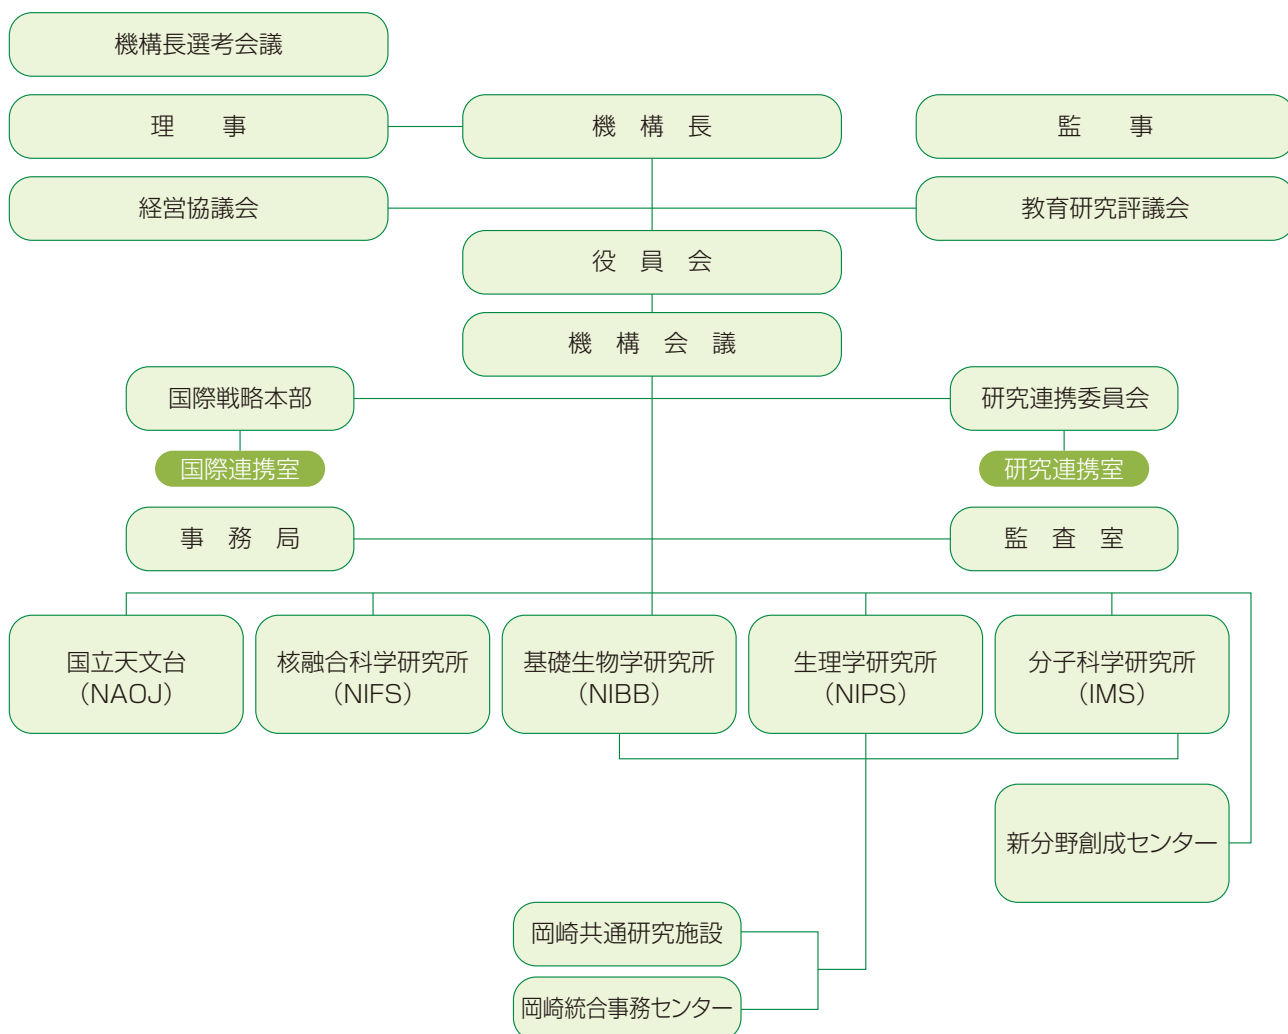 機構長選考会議
理　事
機　構　長
監　事
経営協議会
教育研究評議会
役　員　会
機　構　会　議
国際戦略本部
研究連携委員会
国際連携室
研究連携室
事　務　局
監　査　室
国立天文台
（NAOJ）
核融合科学研究所
（NIFS）
基礎生物学研究所
（NIBB）
生理学研究所
（NIPS）
分子科学研究所
（IMS）
新分野創成センター
岡崎共通研究施設
岡崎統合事務センター